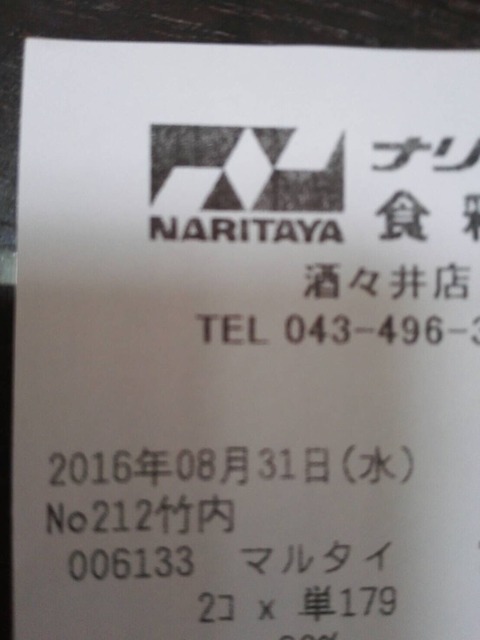 ナリ
NARITAYA 食彩
酒々井店
TEL 043-496-3
2016年08月31日(水)
No212竹内
006133 マルタイ
2コ x 単179